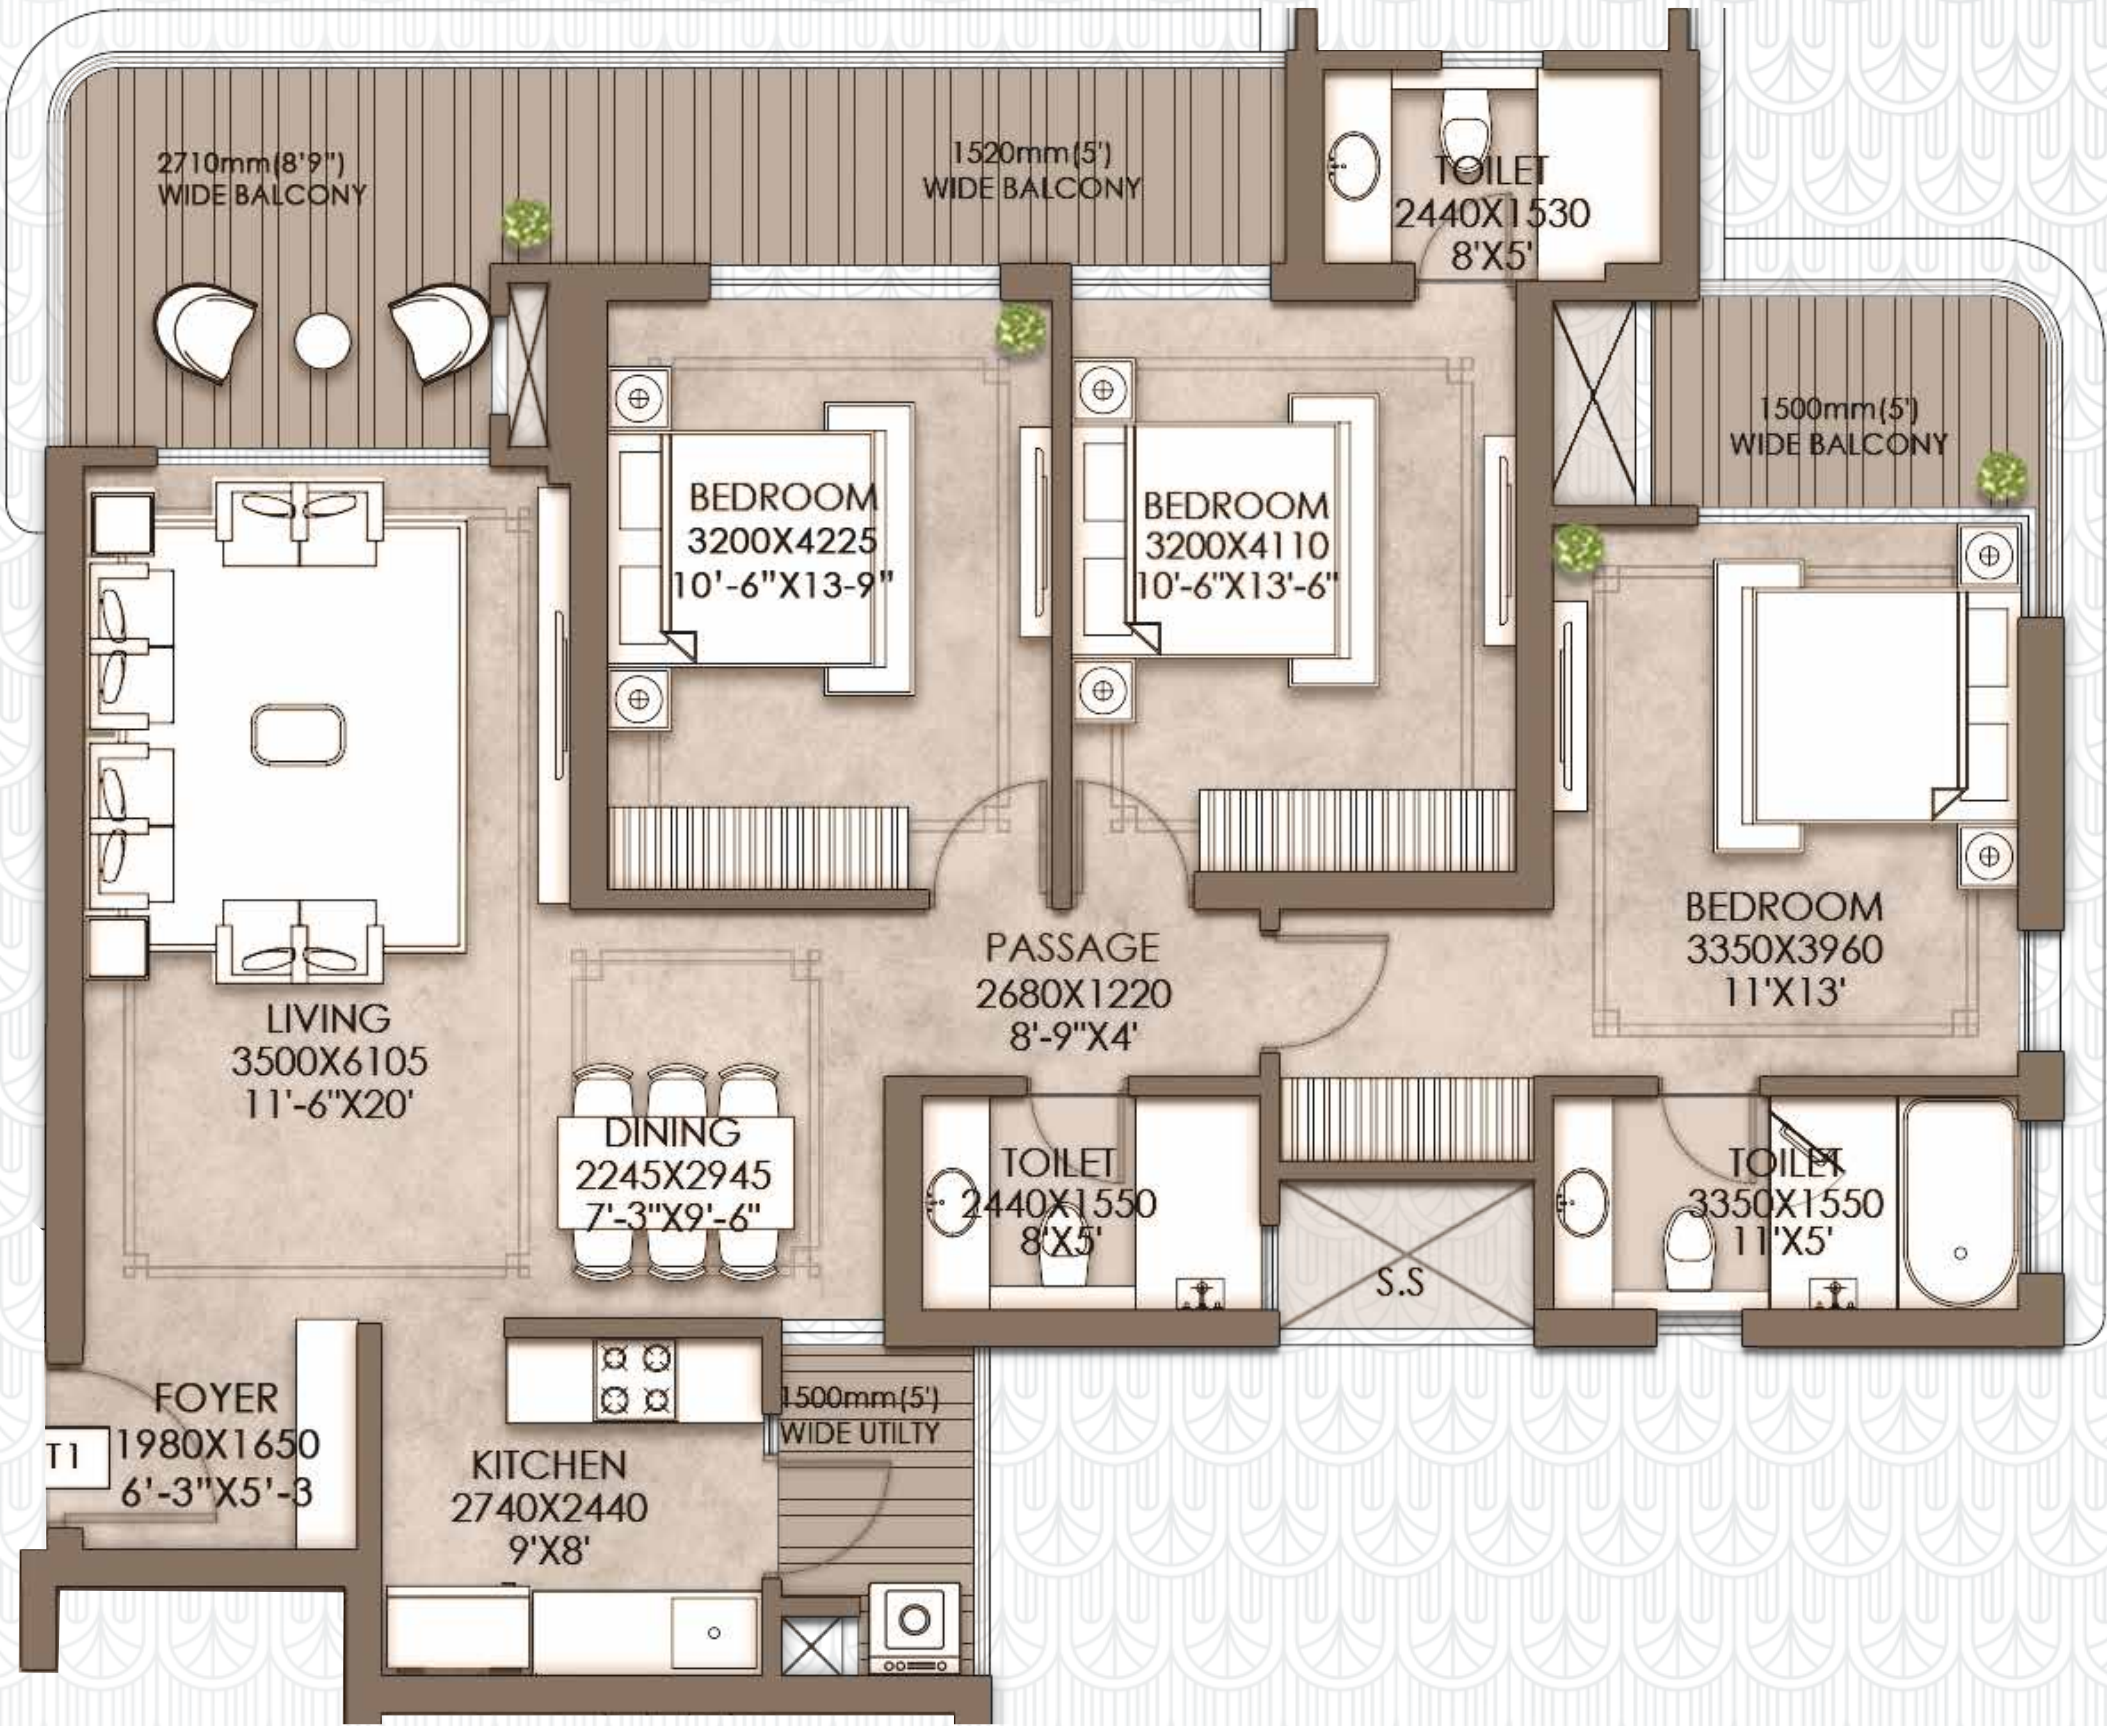 2710mm(8'9")
WIDE BALCONY
1520mm(5')
WIDE BALCONY
TOILET
2440X1530
8'X5'
1500mm(5')
WIDE BALCONY
BEDROOM
3200X4225
10'-6"X13-9"
BEDROOM
3200X4110
10'-6"X13'-6"
BEDROOM
3350X3960
11'X13'
PASSAGE
2680X1220
8'-9"X4'
LIVING
3500X6105
11'-6"X20'
DINING
2245X2945
7'-3"X9'-6"
TOILET
2440X1550
8'X5'
TOILET
3350X1550
11'X5'
S.S
FOYER
1980X1650
6'-3"X5'-3
T1
KITCHEN
2740X2440
9'X8'
1500mm(5')
WIDE UTILTY